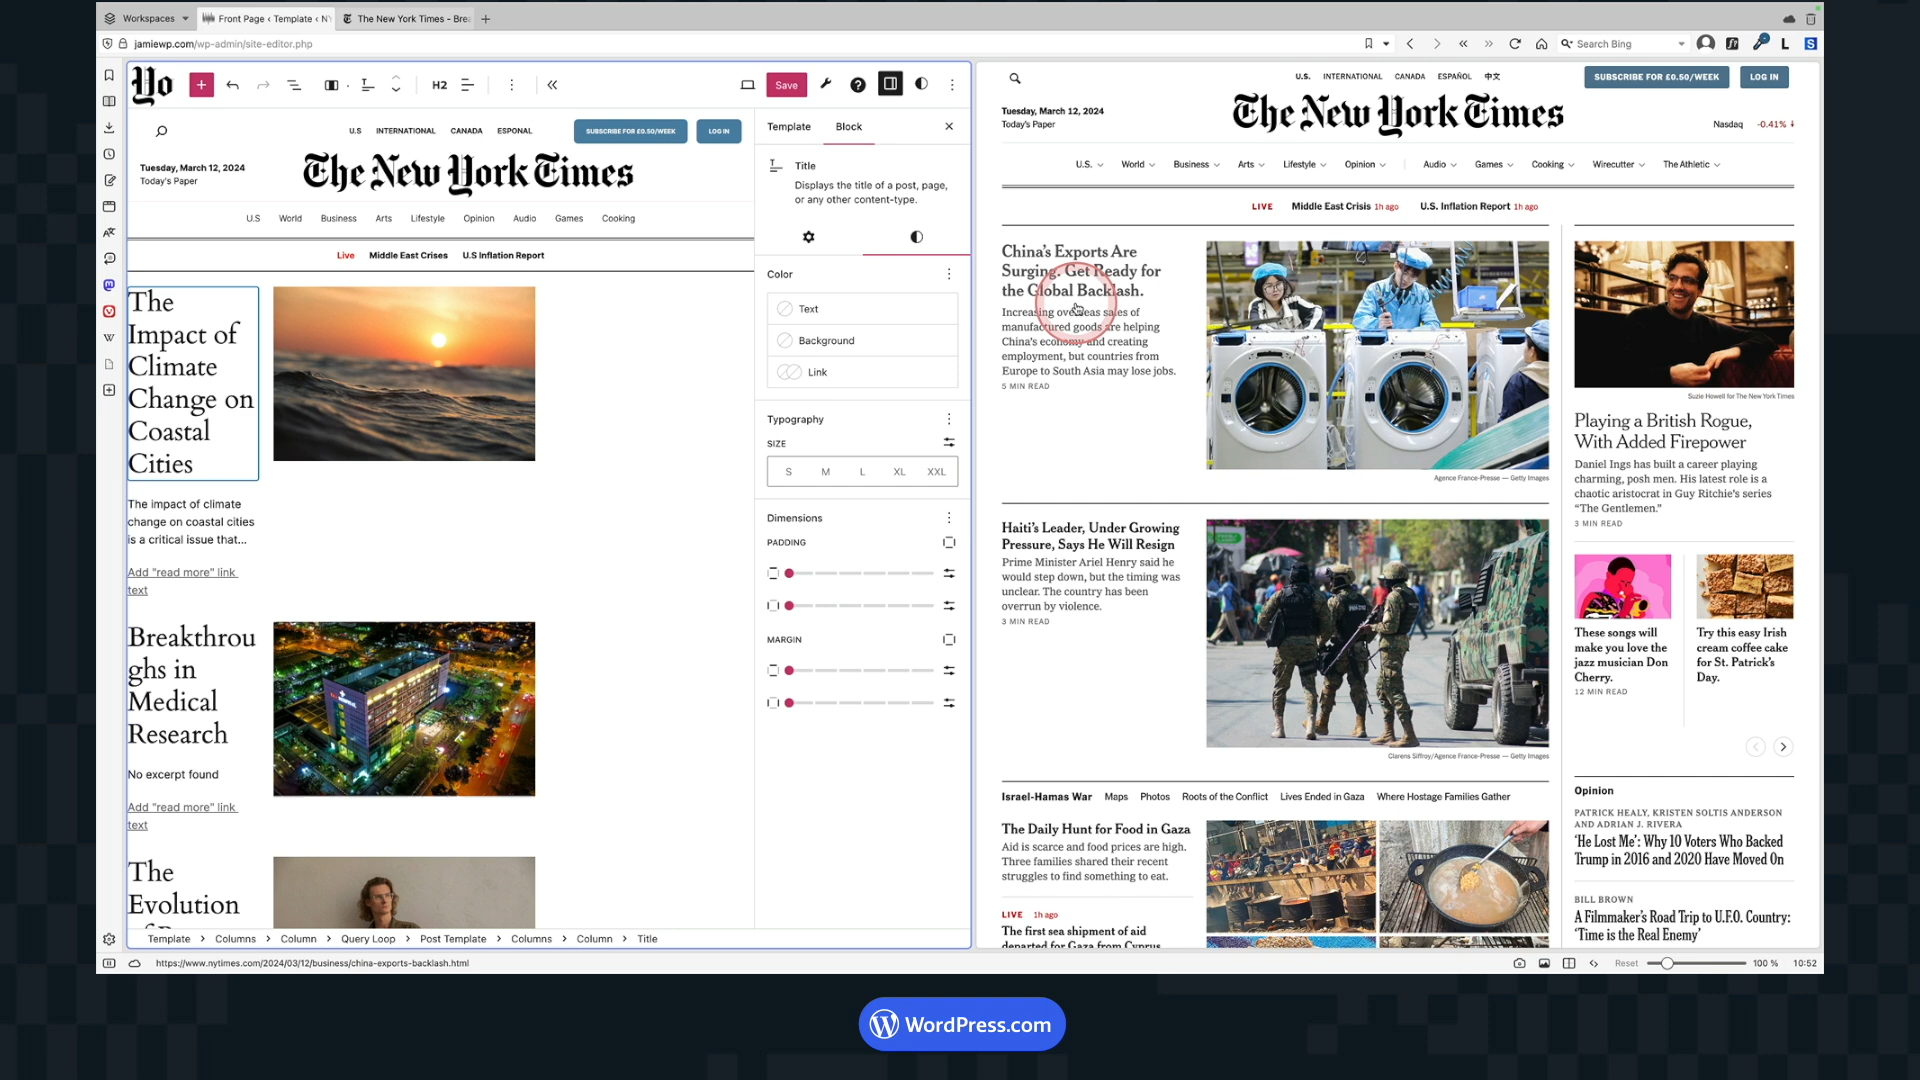 Workspaces
Front Page ‹ Template ‹ NY
The New York Times - Brea
jamiewp.com/wp-admin/site-editor.php
Search Bing
L
S
Yo
H2
Save
U.S
INTERNATIONAL
CANADA
ESPONAL
SUBSCRIBE FOR £0.50/WEEK
LOG IN
Tuesday, March 12, 2024
Today's Paper
The New York Times
U.S
World
Business
Arts
Lifestyle
Opinion
Audio
Games
Cooking
Live
Middle East Crises
U.S Inflation Report
The
Impact of
Climate
Change on
Coastal
Cities
The impact of climate
change on coastal cities
is a critical issue that...
Add "read more" link
text
Breakthrou
ghs in
Medical
Research
No excerpt found
Add "read more" link
text
The
Evolution
Template
Block
Title
Displays the title of a post, page,
or any other content-type.
Color
Text
Background
Link
Typography
SIZE
S
M
L
XL
XXL
Dimensions
PADDING
MARGIN
Template
Columns
Column
Query Loop
Post Template
Columns
Column
Title
U.S.
INTERNATIONAL
CANADA
ESPAÑOL
中文
SUBSCRIBE FOR £0.50/WEEK
LOG IN
Tuesday, March 12, 2024
Today's Paper
The New York Times
Nasdaq -0.41% ↓
U.S.
World
Business
Arts
Lifestyle
Opinion
Audio
Games
Cooking
Wirecutter
The Athletic
LIVE
Middle East Crisis 1h ago
U.S. Inflation Report 1h ago
China's Exports Are
Surging. Get Ready for
the Global Backlash.
Increasing overseas sales of
manufactured goods are helping
China's economy and creating
employment, but countries from
Europe to South Asia may lose jobs.
5 MIN READ
Agence France-Presse — Getty Images
Haiti's Leader, Under Growing
Pressure, Says He Will Resign
Prime Minister Ariel Henry said he
would step down, but the timing was
unclear. The country has been
overrun by violence.
3 MIN READ
Clarens Siffroy/Agence France-Presse — Getty Images
Israel-Hamas War
Maps
Photos
Roots of the Conflict
Lives Ended in Gaza
Where Hostage Families Gather
The Daily Hunt for Food in Gaza
Aid is scarce and food prices are high.
Three families shared their recent
struggles to find something to eat.
LIVE 1h ago
The first sea shipment of aid
departed for Gaza from Cyprus
Suzie Howell for The New York Times
Playing a British Rogue,
With Added Firepower
Daniel Ings has built a career playing
charming, posh men. His latest role is a
chaotic aristocrat in Guy Ritchie's series
“The Gentlemen.”
3 MIN READ
These songs will
make you love the
jazz musician Don
Cherry.
12 MIN READ
Try this easy Irish
cream coffee cake
for St. Patrick's
Day.
Opinion
PATRICK HEALY, KRISTEN SOLTIS ANDERSON
AND ADRIAN J. RIVERA
‘He Lost Me’: Why 10 Voters Who Backed
Trump in 2016 and 2020 Have Moved On
BILL BROWN
A Filmmaker's Road Trip to U.F.O. Country:
‘Time is the Real Enemy’
https://www.nytimes.com/2024/03/12/business/china-exports-backlash.html
Reset
100 %
10:52
WordPress.com